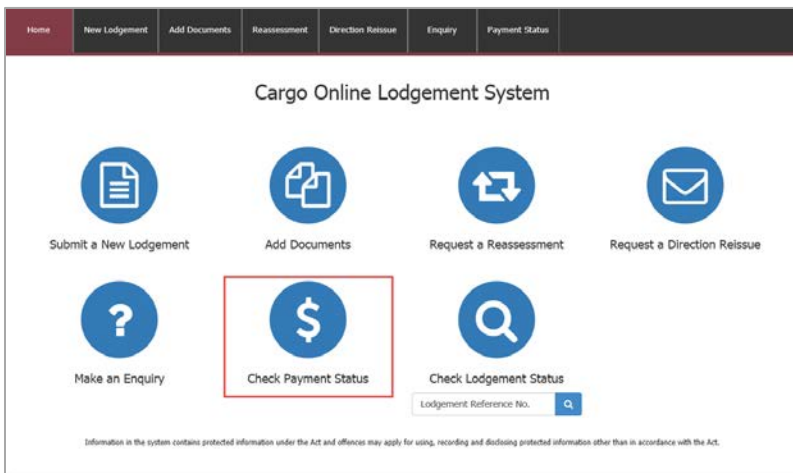 Home New Lodgement Add Documents Reassessment Direction Reissue Enquiry Payment Status
Cargo Online Lodgement System
Submit a New Lodgement Add Documents Request a Reassessment Request a Direction Reissue
? $
Make an Enquiry Check Payment Status Check Lodgement Status
Lodgement Reference No.
Information in the system contains protected information under the Act and offences may apply for using, recording and disclosing protected information other than in accordance with the Act.